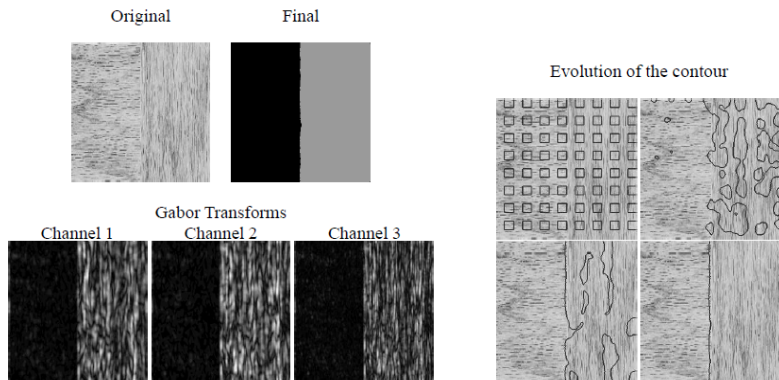 Original
Final
Evolution of the contour
Gabor Transforms
Channel 1
Channel 2
Channel 3